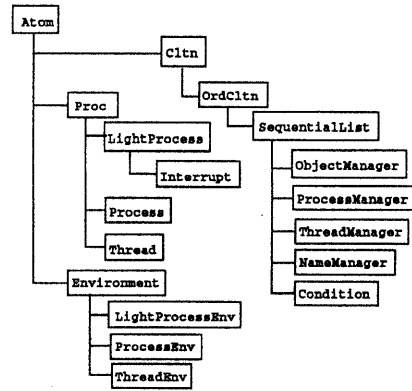 Atom
Cltn
OrdCltn
Proc
SequentialList
LightProcess
ObjectManager
Interrupt
ProcessManager
Process
ThreadManager
Thread
NameManager
Environment
Condition
LightProcessEnv
ProcessEnv
ThreadEnv